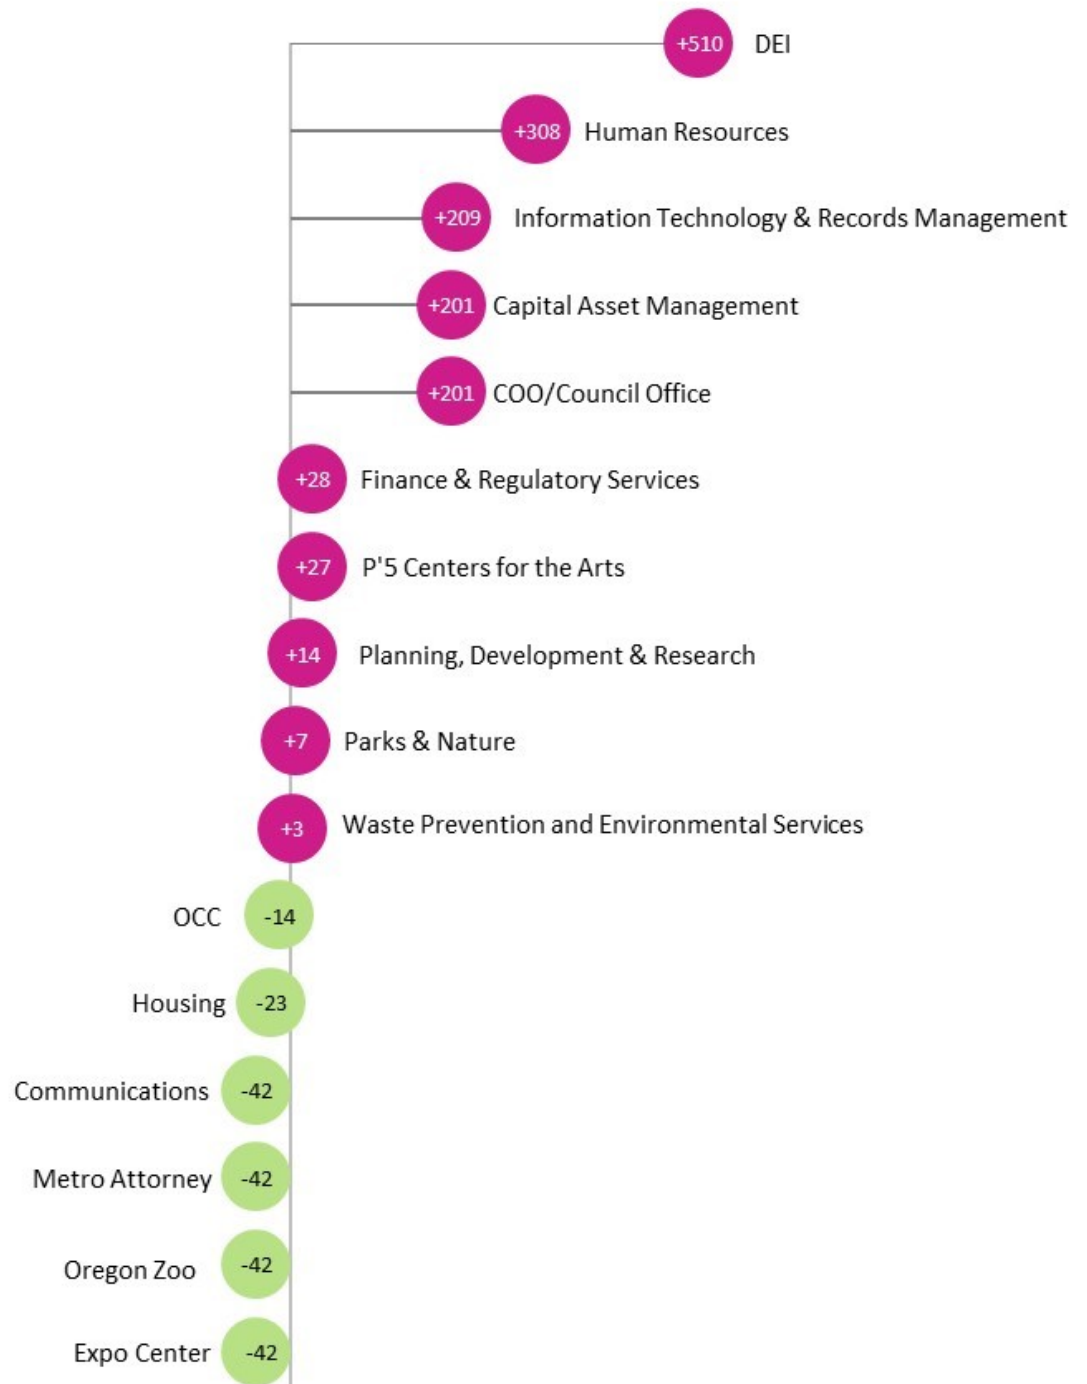 +510 DEI
+308 Human Resources
+209 Information Technology & Records Management
+201 Capital Asset Management
+201 COO/Council Office
+28 Finance & Regulatory Services
+27 P'5 Centers for the Arts
+14 Planning, Development & Research
+7 Parks & Nature
+3 Waste Prevention and Environmental Services
OCC -14
Housing -23
Communications -42
Metro Attorney -42
Oregon Zoo -42
Expo Center -42